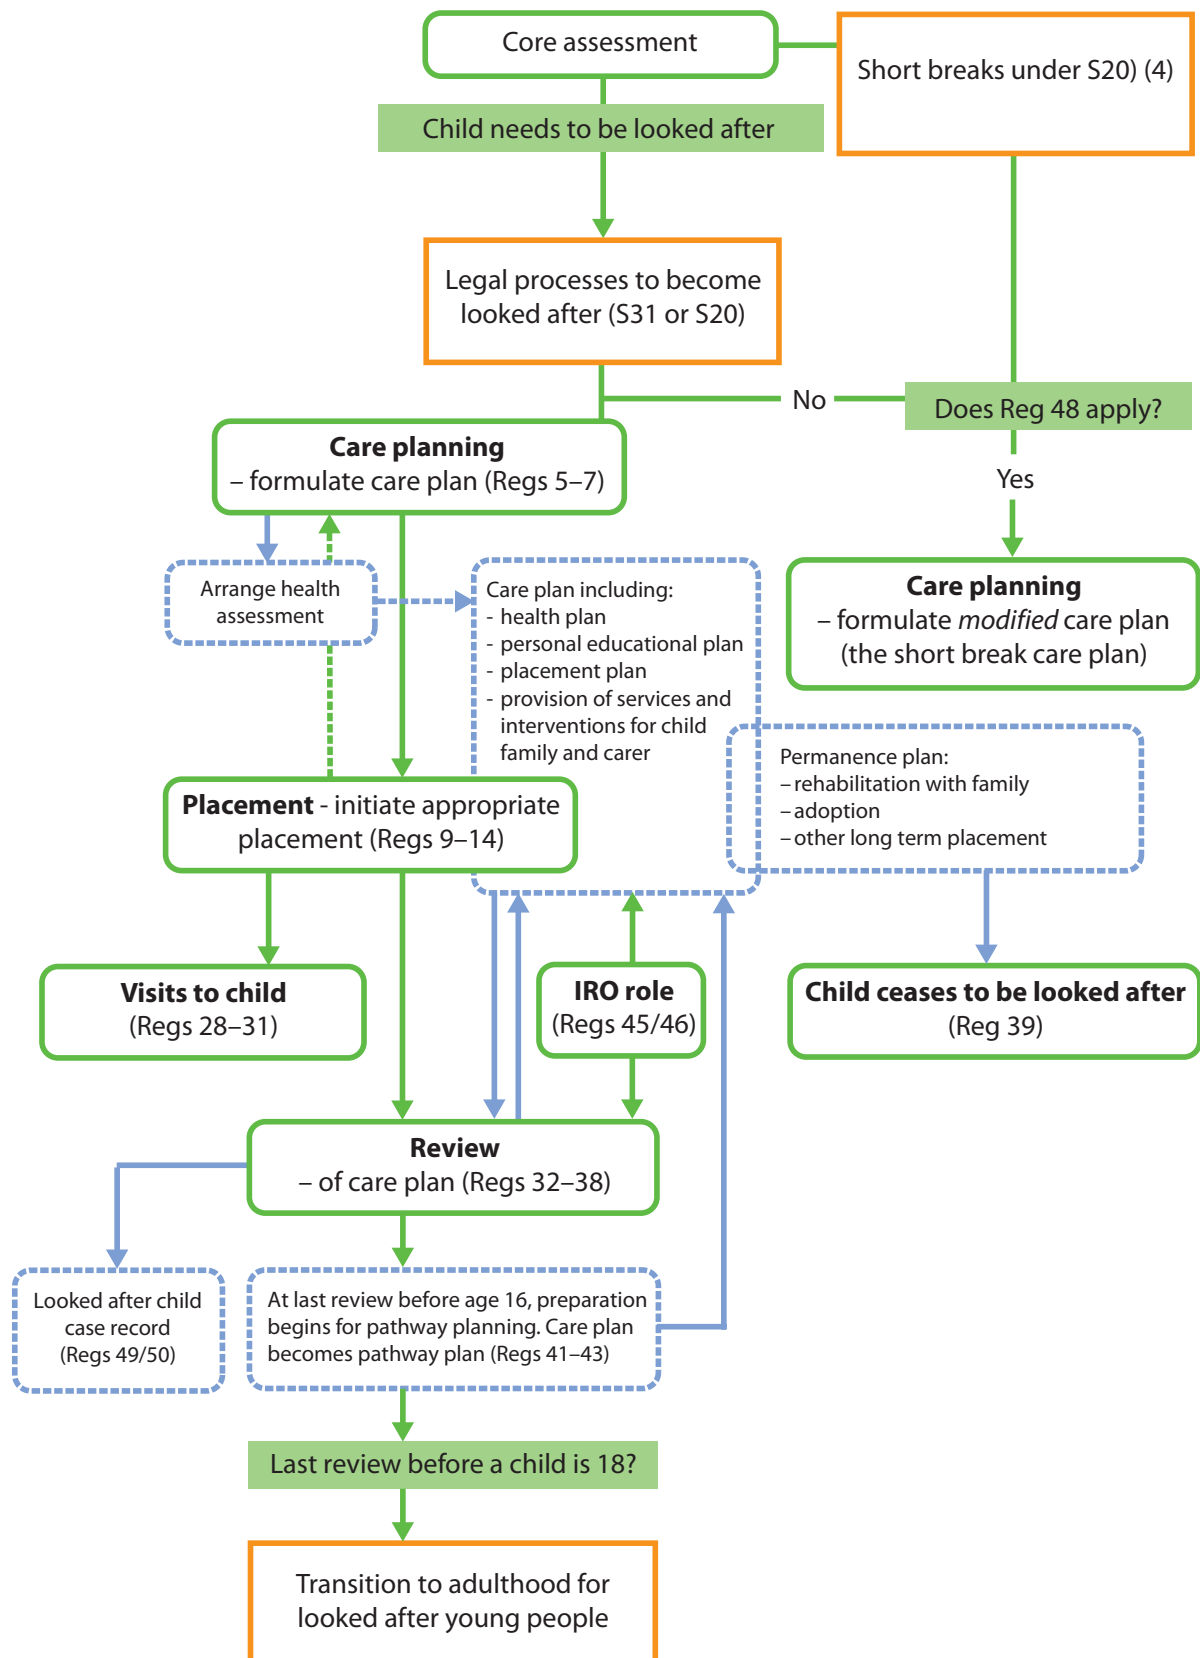 Core assessment
Short breaks under S20) (4)
Child needs to be looked after
Legal processes to become
looked after (S31 or S20)
No
Does Reg 48 apply?
Yes
Care planning
– formulate care plan (Regs 5–7)
Arrange health
assessment
Care plan including:
- health plan
- personal educational plan
- placement plan
- provision of services and
interventions for child
family and carer
Care planning
– formulate modified care plan
(the short break care plan)
Permanence plan:
– rehabilitation with family
– adoption
– other long term placement
Placement - initiate appropriate
placement (Regs 9–14)
Visits to child
(Regs 28–31)
IRO role
(Regs 45/46)
Child ceases to be looked after
(Reg 39)
Review
– of care plan (Regs 32–38)
Looked after child
case record
(Regs 49/50)
At last review before age 16, preparation
begins for pathway planning. Care plan
becomes pathway plan (Regs 41–43)
Last review before a child is 18?
Transition to adulthood for
looked after young people